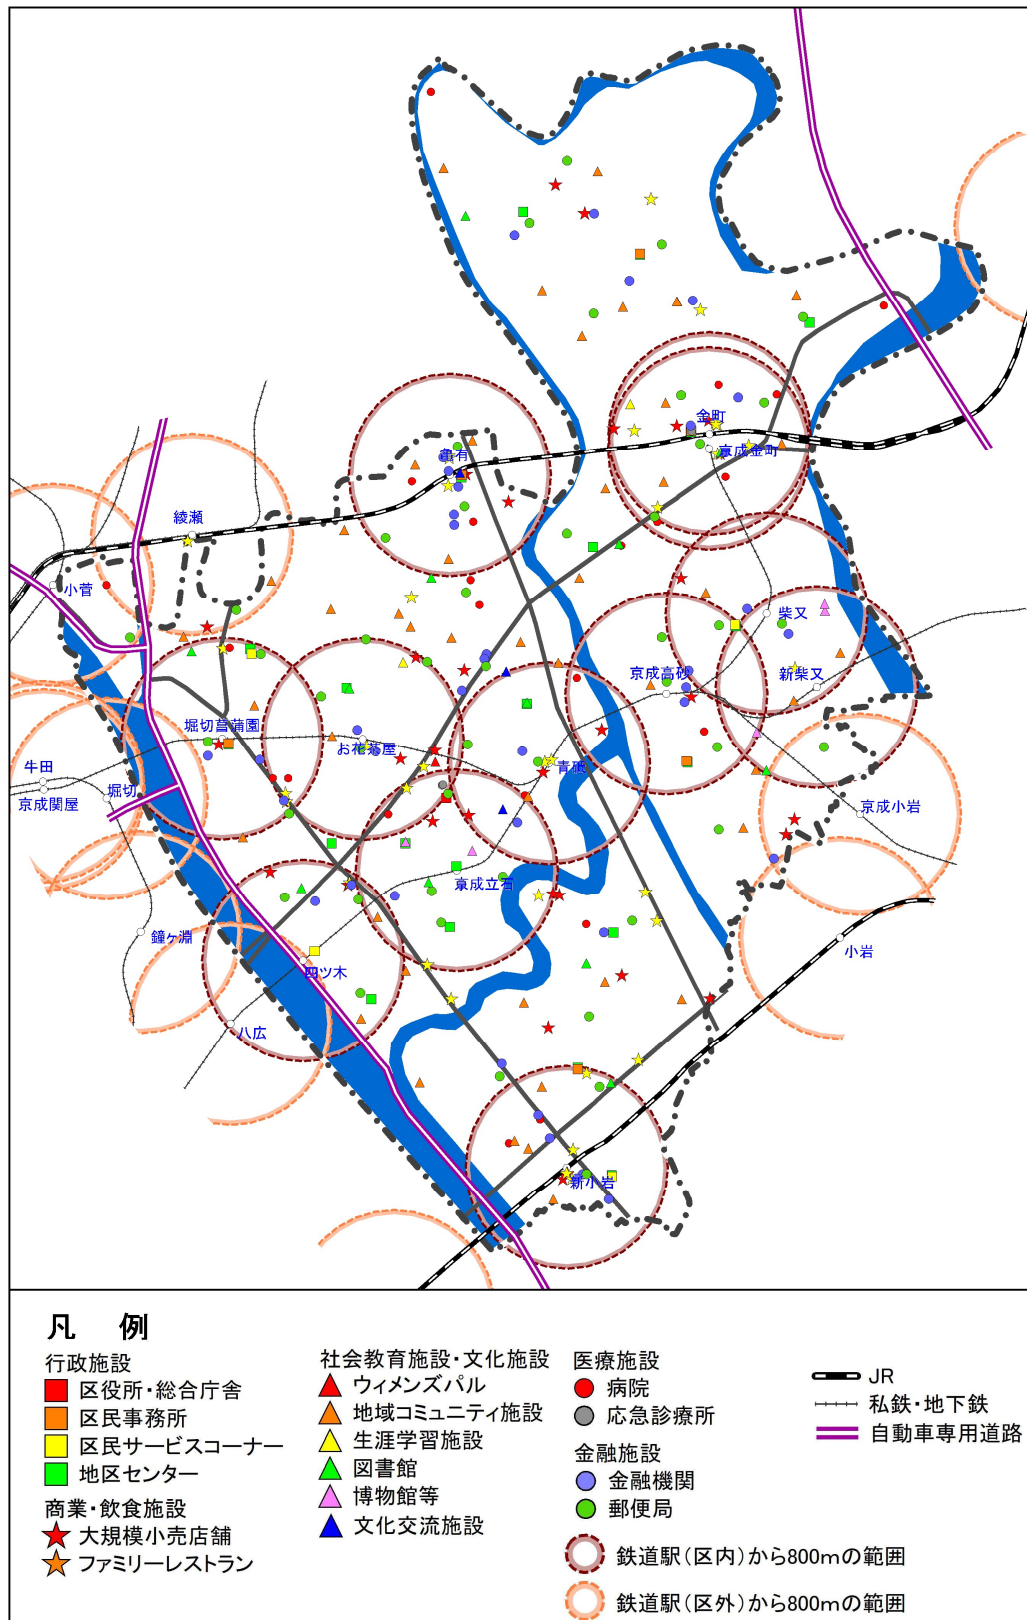 金町
京成金町
亀有
綾瀬
小菅
柴又
新柴又
京成高砂
堀切菖蒲園
お花茶屋
青砥
牛田
京成関屋
堀切
京成小岩
京成立石
鐘ヶ淵
小岩
四ツ木
八広
新小岩
凡　例
行政施設
区役所・総合庁舎
区民事務所
区民サービスコーナー
地区センター
商業・飲食施設
大規模小売店舗
ファミリーレストラン
社会教育施設・文化施設
ウィメンズパル
地域コミュニティ施設
生涯学習施設
図書館
博物館等
文化交流施設
医療施設
病院
応急診療所
金融施設
金融機関
郵便局
鉄道駅(区内)から800mの範囲
鉄道駅(区外)から800mの範囲
JR
私鉄・地下鉄
自動車専用道路